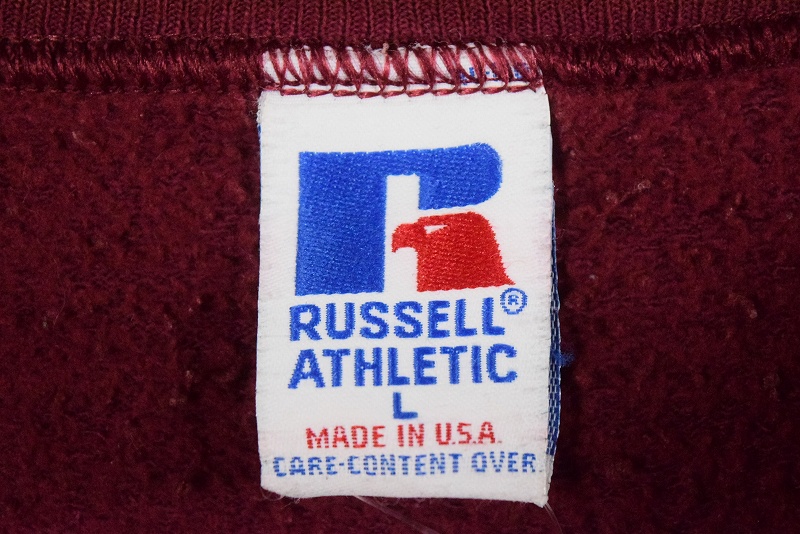 RUSSELL®
ATHLETIC
L
MADE IN U.S.A.
CARE-CONTENT OVER